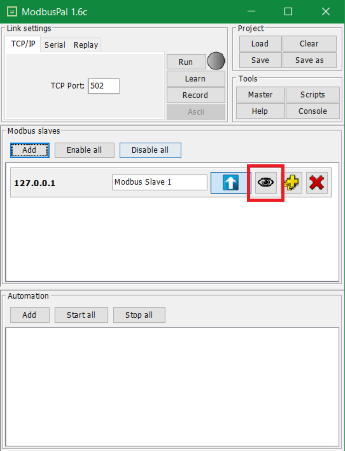 ModbusPal 1.6c
Link settings
TCP/IP Serial Replay
TCP Port: 502
Run
Learn
Record
Ascii
Project
Load Clear
Save Save as
Tools
Master Scripts
Help Console
Modbus slaves
Add Enable all Disable all
127.0.0.1 Modbus Slave 1
Automation
Add Start all Stop all